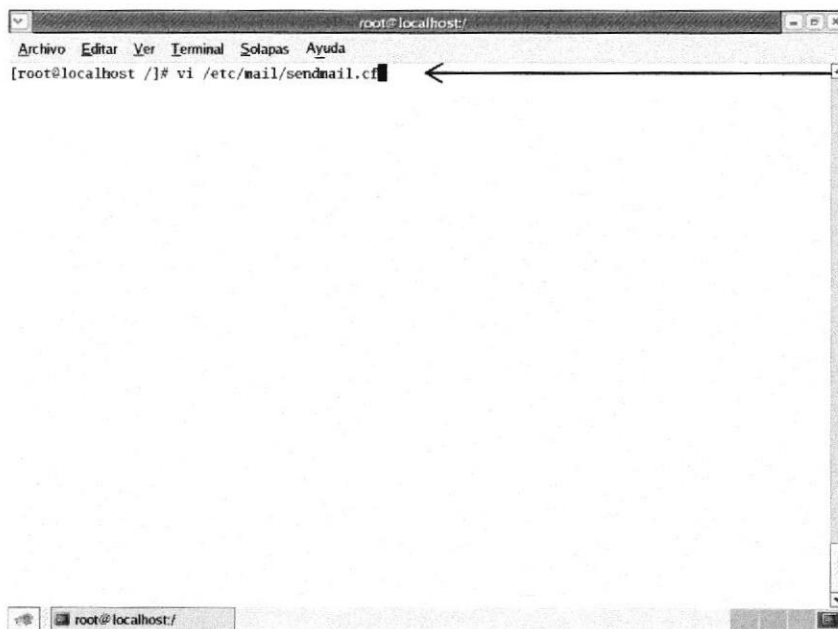 root@localhost:/
Archivo Editar Ver Terminal Solapas Ayuda
[root@localhost /]# vi /etc/mail/sendmail.cf
root@localhost:/